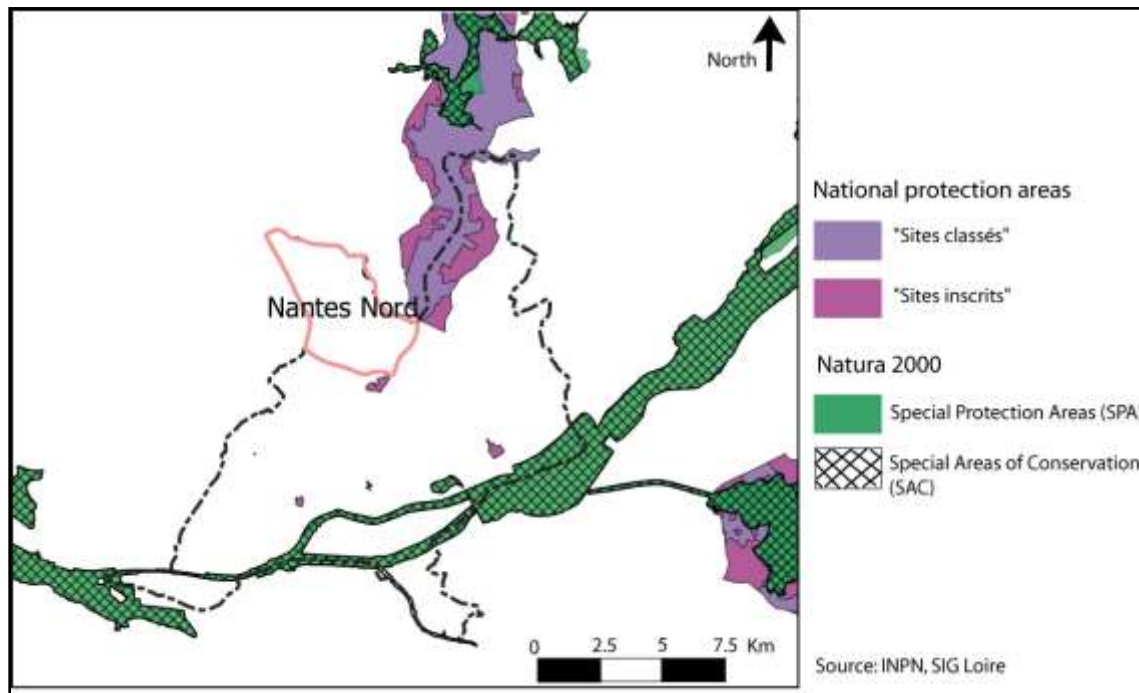 North
Nantes Nord
National protection areas
"Sites classés"
"Sites inscrits"
Natura 2000
Special Protection Areas (SPA)
Special Areas of Conservation
(SAC)
0 2.5 5 7.5 Km
Source: INPN, SIG Loire